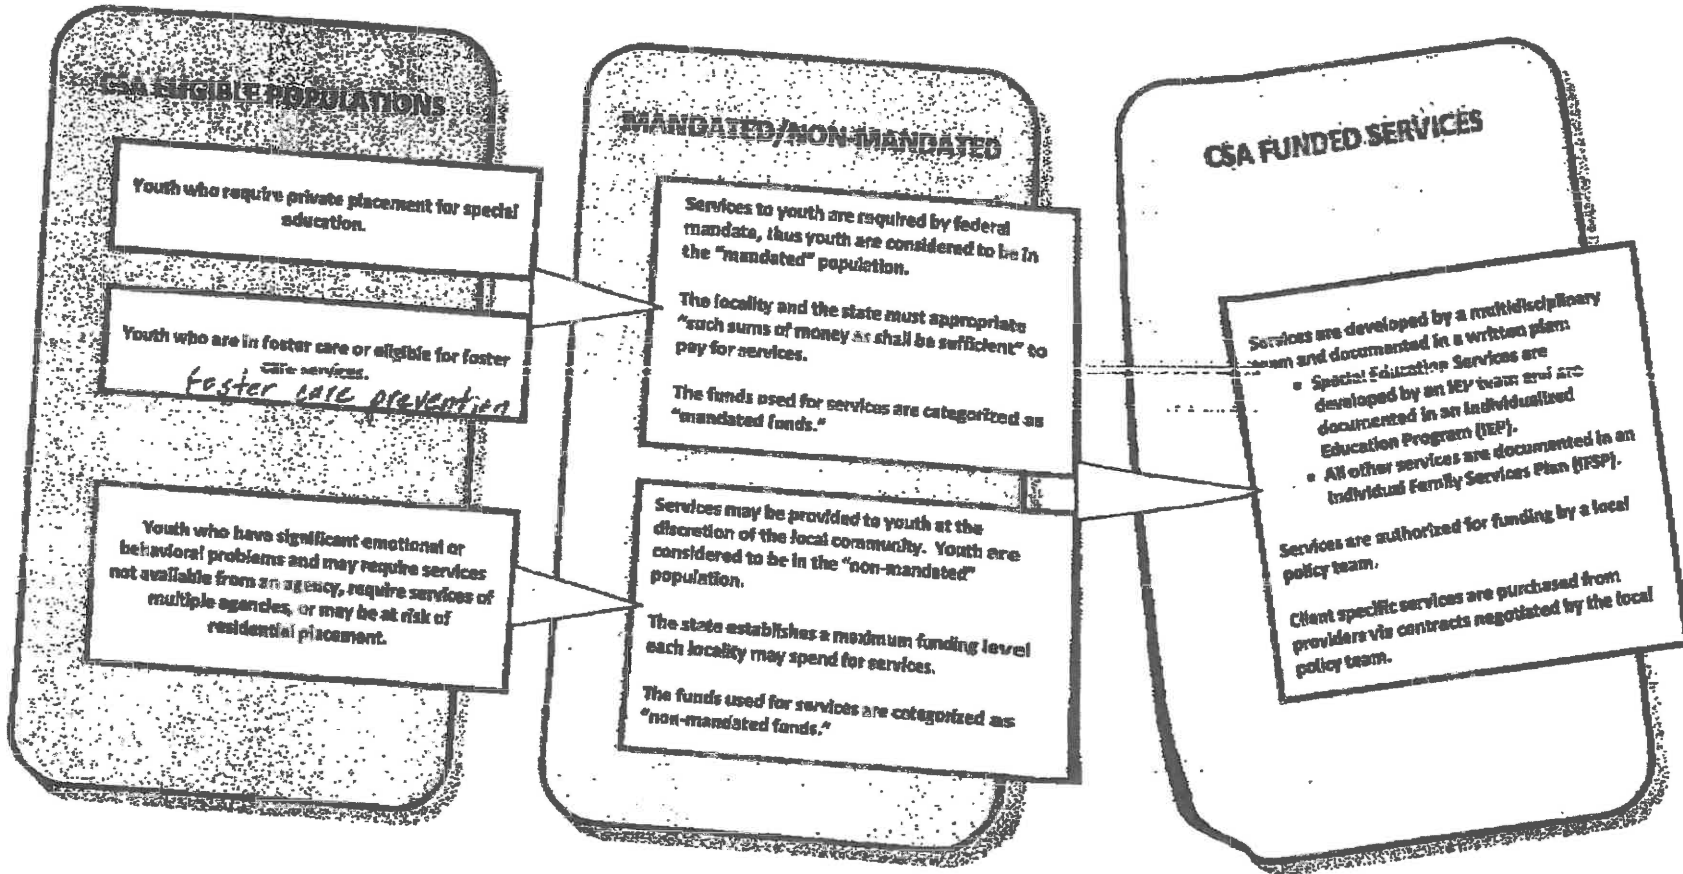 CSA ELIGIBLE POPULATIONS
Youth who require private placement for special
education.
Youth who are in foster care or eligible for foster
care services.
foster care prevention
Youth who have significant emotional or
behavioral problems and may require services
not available from an agency, require services of
multiple agencies, or may be at risk of
residential placement.
MANDATED/NON-MANDATED
Services to youth are required by federal
mandate, thus youth are considered to be in
the "mandated" population.
The locality and the state must appropriate
"such sums of money as shall be sufficient" to
pay for services.
The funds used for services are categorized as
"mandated funds."
Services may be provided to youth at the
discretion of the local community. Youth are
considered to be in the "non-mandated"
population.
The state establishes a maximum funding level
each locality may spend for services.
The funds used for services are categorized as
"non-mandated funds."
CSA FUNDED SERVICES
Services are developed by a multidisciplinary
team and documented in a written plan:
• Special Education Services are
developed by an IEP team and are
documented in an Individualized
Education Program (IEP).
• All other services are documented in an
Individual Family Services Plan (IFSP).
Services are authorized for funding by a local
policy team.
Client specific services are purchased from
providers via contracts negotiated by the local
policy team.